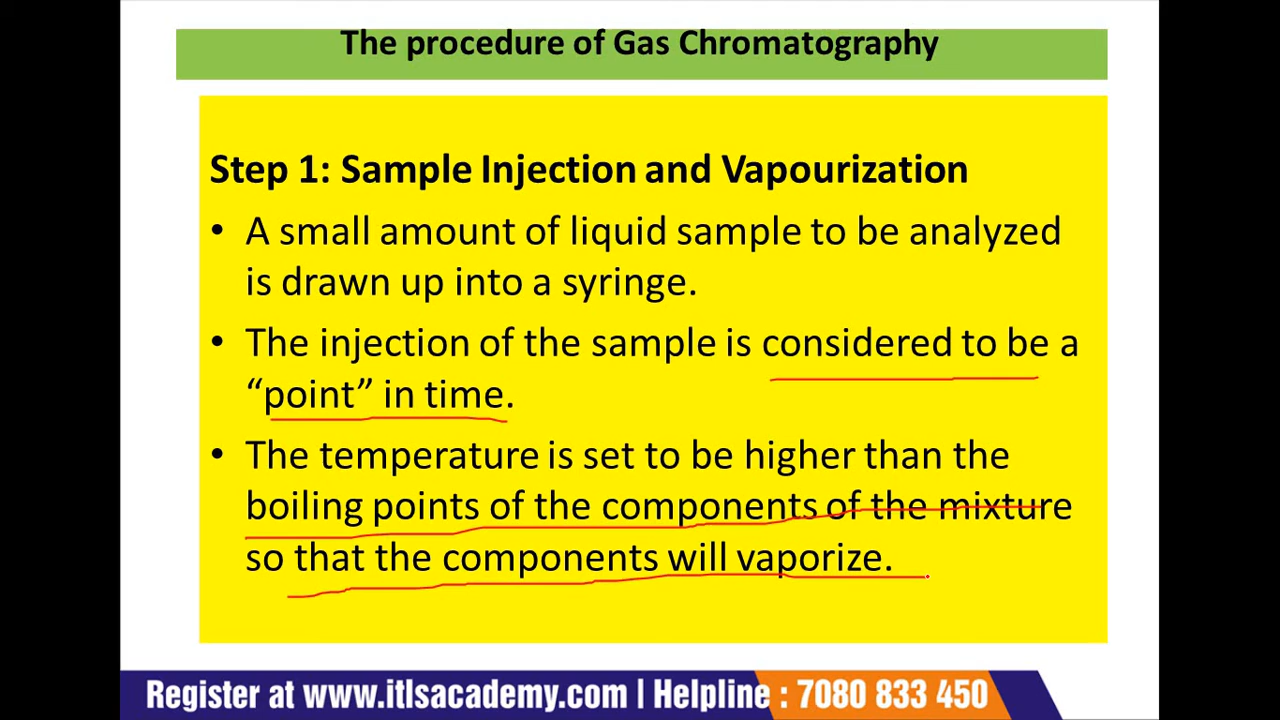 The procedure of Gas Chromatography
Step 1: Sample Injection and Vapourization
• A small amount of liquid sample to be analyzed
is drawn up into a syringe.
• The injection of the sample is considered to be a
“point” in time.
• The temperature is set to be higher than the
boiling points of the components of the mixture
so that the components will vaporize.
Register at www.itlsacademy.com | Helpline : 7080 833 450